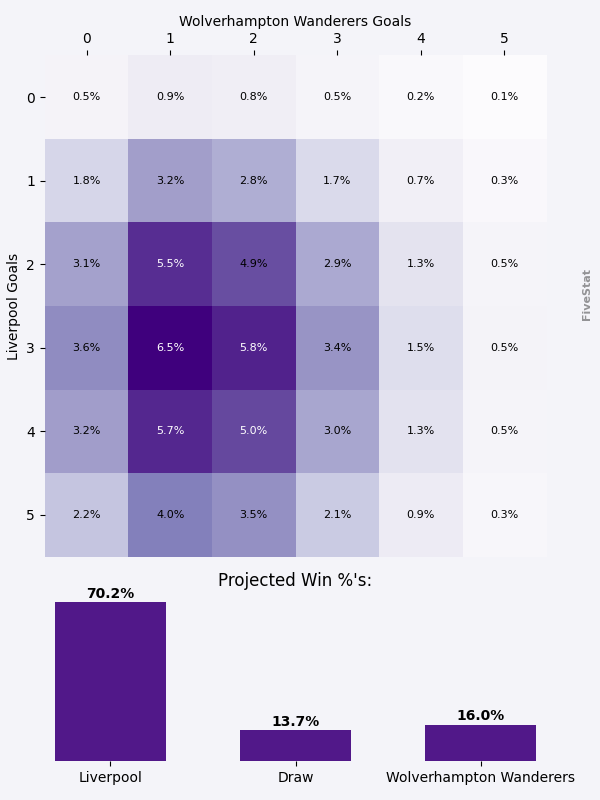 Wolverhampton Wanderers Goals
0 1 2 3 4 5
Liverpool Goals
0 0.5% 0.9% 0.8% 0.5% 0.2% 0.1%
1 1.8% 3.2% 2.8% 1.7% 0.7% 0.3%
2 3.1% 5.5% 4.9% 2.9% 1.3% 0.5%
3 3.6% 6.5% 5.8% 3.4% 1.5% 0.5%
4 3.2% 5.7% 5.0% 3.0% 1.3% 0.5%
5 2.2% 4.0% 3.5% 2.1% 0.9% 0.3%
FiveStat
Projected Win %'s:
70.2% 13.7% 16.0%
Liverpool Draw Wolverhampton Wanderers